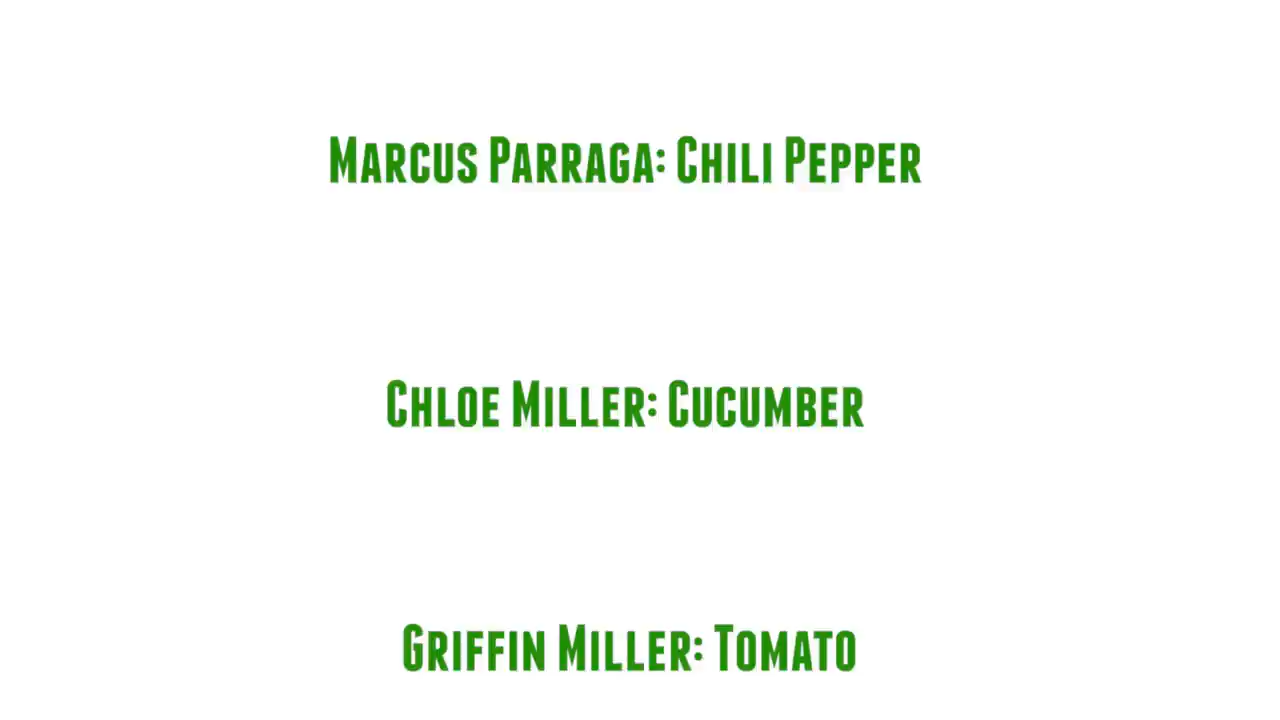 Marcus Parraga: Chili Pepper
Chloe Miller: Cucumber
Griffin Miller: Tomato